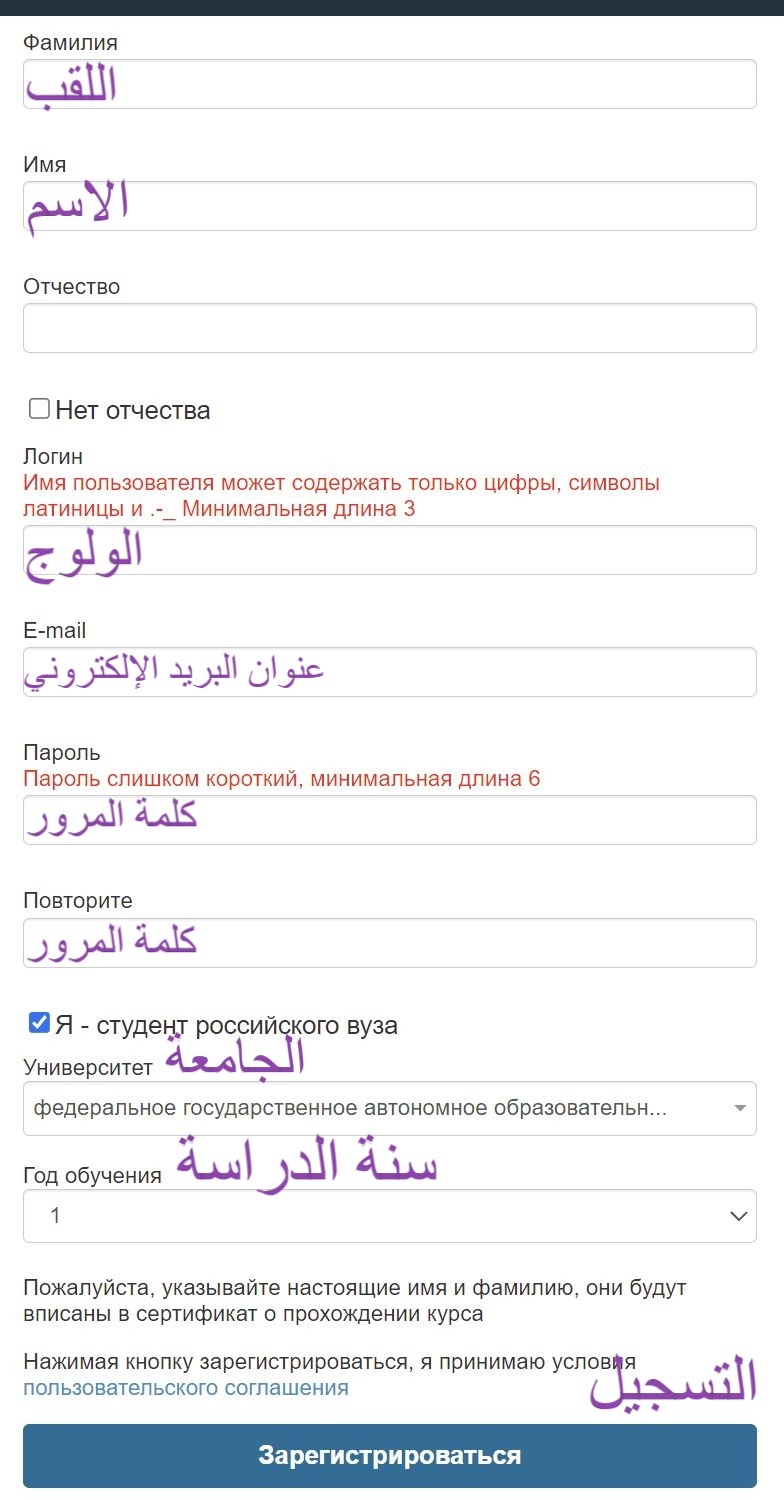 Фамилия
اللقب
Имя
الاسم
Отчество
Нет отчества
Логин
Имя пользователя может содержать только цифры, символы
латиницы и .-_ Минимальная длина 3
الولوج
E-mail
عنوان البريد الإلكتروني
Пароль
Пароль слишком короткий, минимальная длина 6
كلمة المرور
Повторите
كلمة المرور
Я - студент российского вуза
Университет الجامعة
федеральное государственное автономное образовательн...
Год обучения سنة الدراسة
1
Пожалуйста, указывайте настоящие имя и фамилию, они будут
вписаны в сертификат о прохождении курса
Нажимая кнопку зарегистрироваться, я принимаю условия
пользовательского соглашения التسجيل
Зарегистрироваться